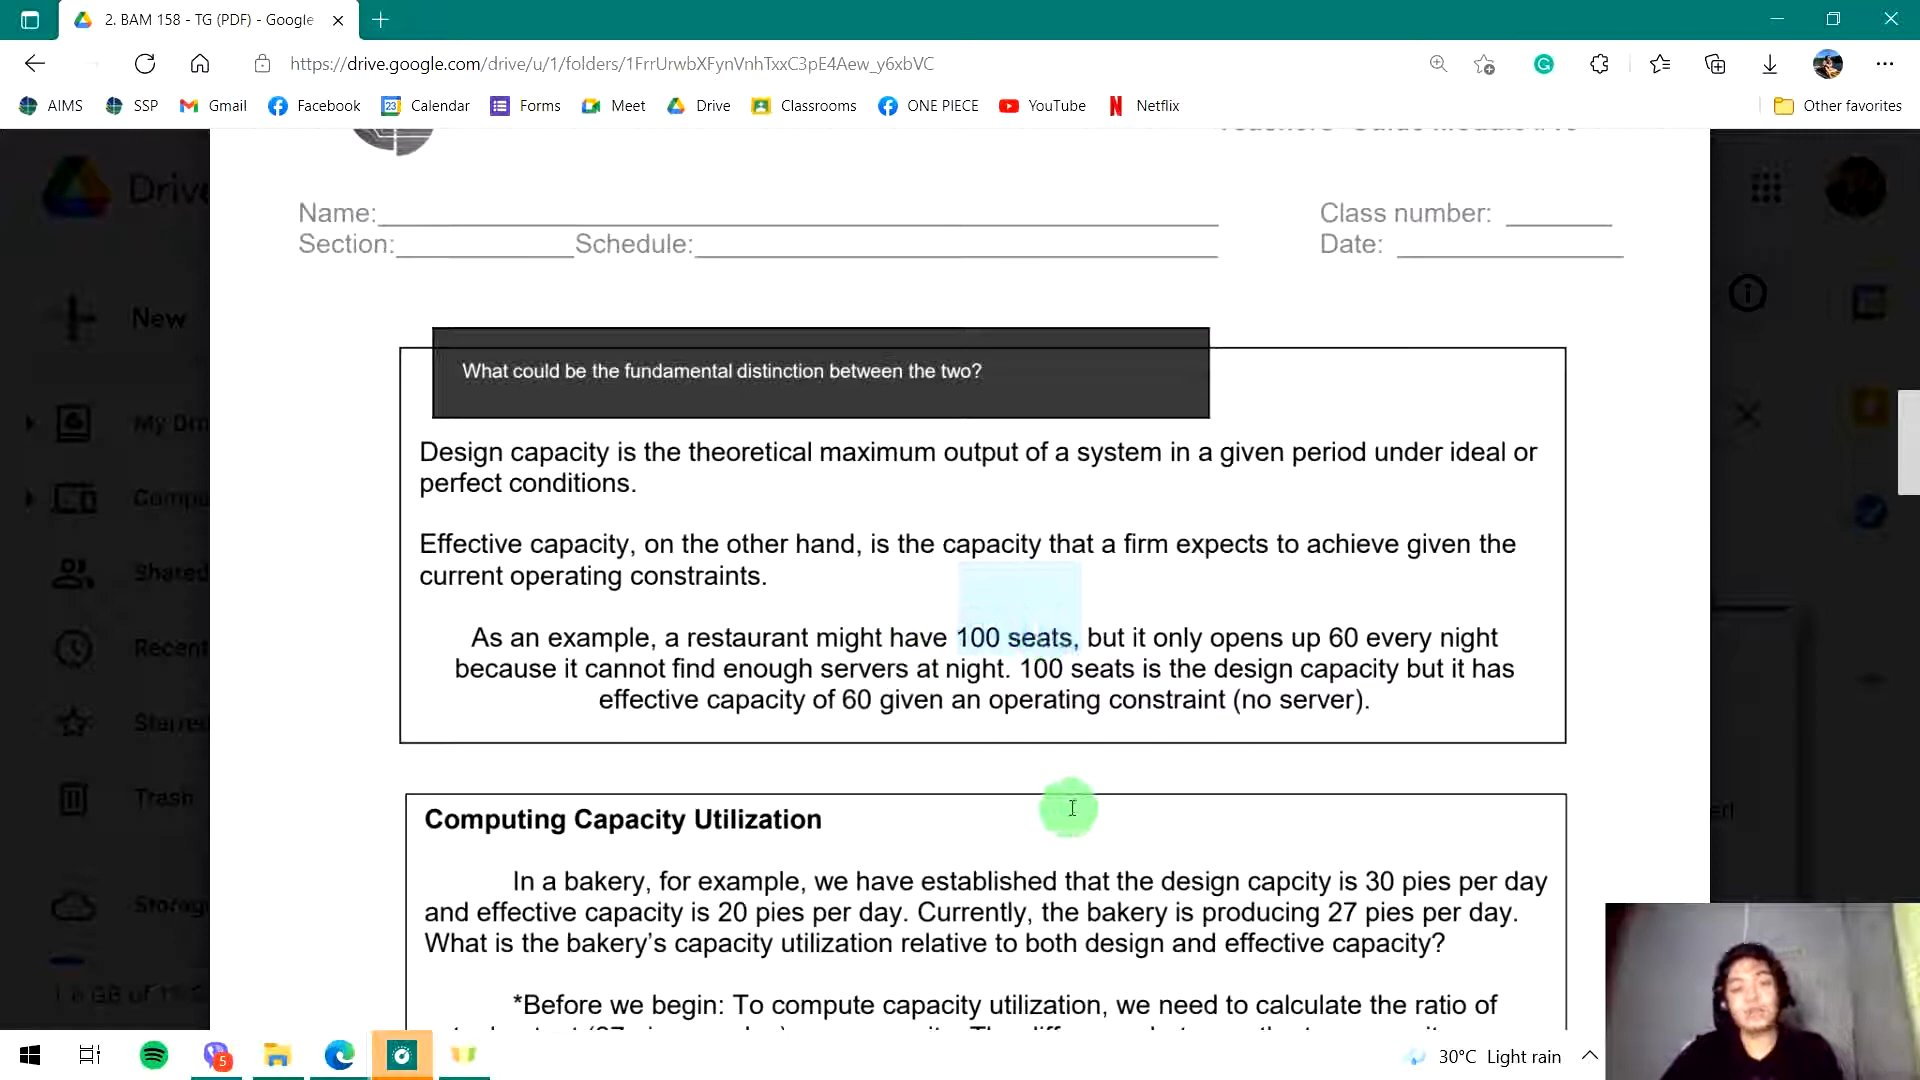 2. BAM 158 - TG (PDF) - Google
https://drive.google.com/drive/u/1/folders/1FrrUrwbXFynVnhTxxC3pE4Aew_y6xbVC
AIMS SSP Gmail Facebook Calendar Forms Meet Drive Classrooms ONE PIECE YouTube Netflix Other favorites
23
Drive
Name: Class number:
Section: Schedule: Date:
New
What could be the fundamental distinction between the two?
Design capacity is the theoretical maximum output of a system in a given period under ideal or
perfect conditions.
Effective capacity, on the other hand, is the capacity that a firm expects to achieve given the
current operating constraints.
As an example, a restaurant might have 100 seats, but it only opens up 60 every night
because it cannot find enough servers at night. 100 seats is the design capacity but it has
effective capacity of 60 given an operating constraint (no server).
Shared
Recent
Starred
Trash
Computing Capacity Utilization
In a bakery, for example, we have established that the design capcity is 30 pies per day
and effective capacity is 20 pies per day. Currently, the bakery is producing 27 pies per day.
What is the bakery's capacity utilization relative to both design and effective capacity?
*Before we begin: To compute capacity utilization, we need to calculate the ratio of
5
30°C Light rain